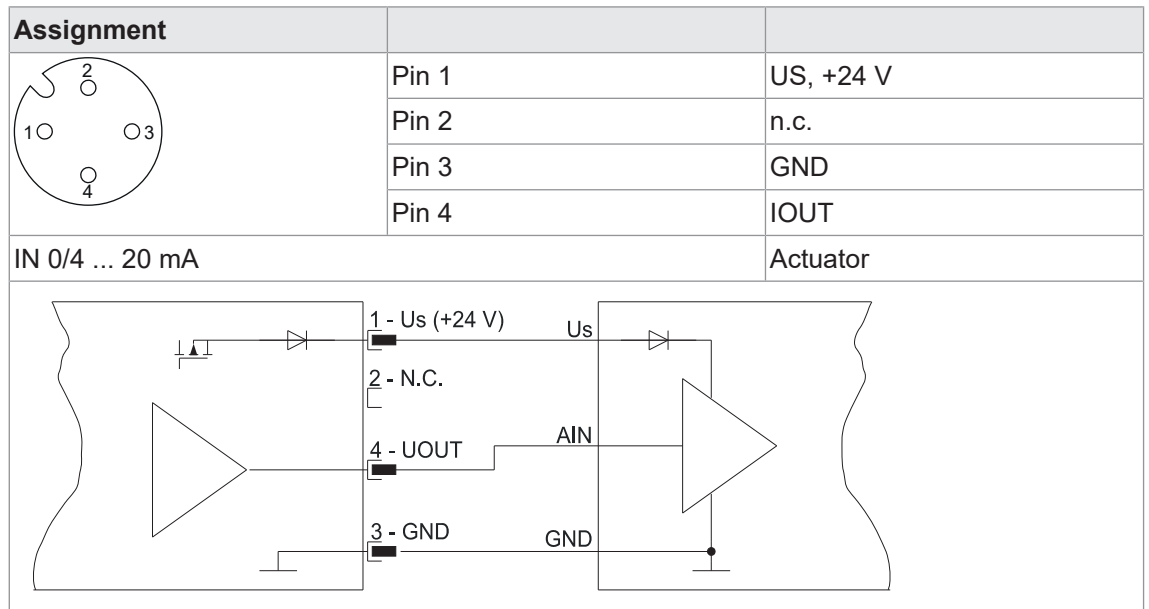 Assignment
2
1 3
4
Pin 1 US, +24 V
Pin 2 n.c.
Pin 3 GND
Pin 4 IOUT
IN 0/4 ... 20 mA Actuator
1 - Us (+24 V) Us
2 - N.C.
4 - UOUT AIN
3 - GND GND